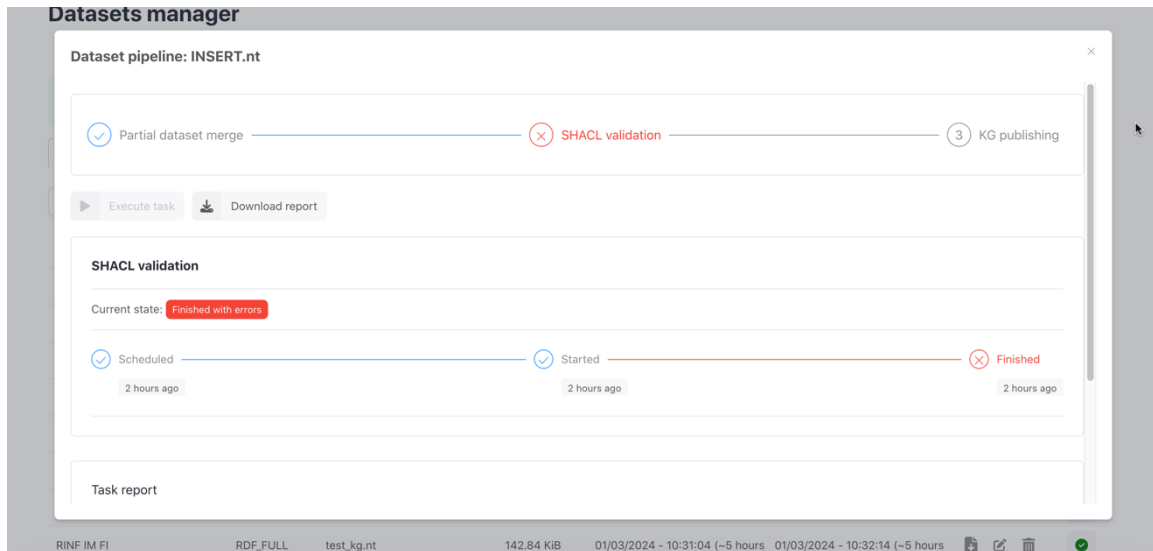 Datasets manager
Dataset pipeline: INSERT.nt
Partial dataset merge SHACL validation 3 KG publishing
Execute task Download report
SHACL validation
Current state: Finished with errors
Scheduled Started Finished
2 hours ago 2 hours ago 2 hours ago
Task report
RINF IM FI RDF_FULL test_kg.nt 142.84 KiB 01/03/2024 - 10:31:04 (~5 hours 01/03/2024 - 10:32:14 (~5 hours